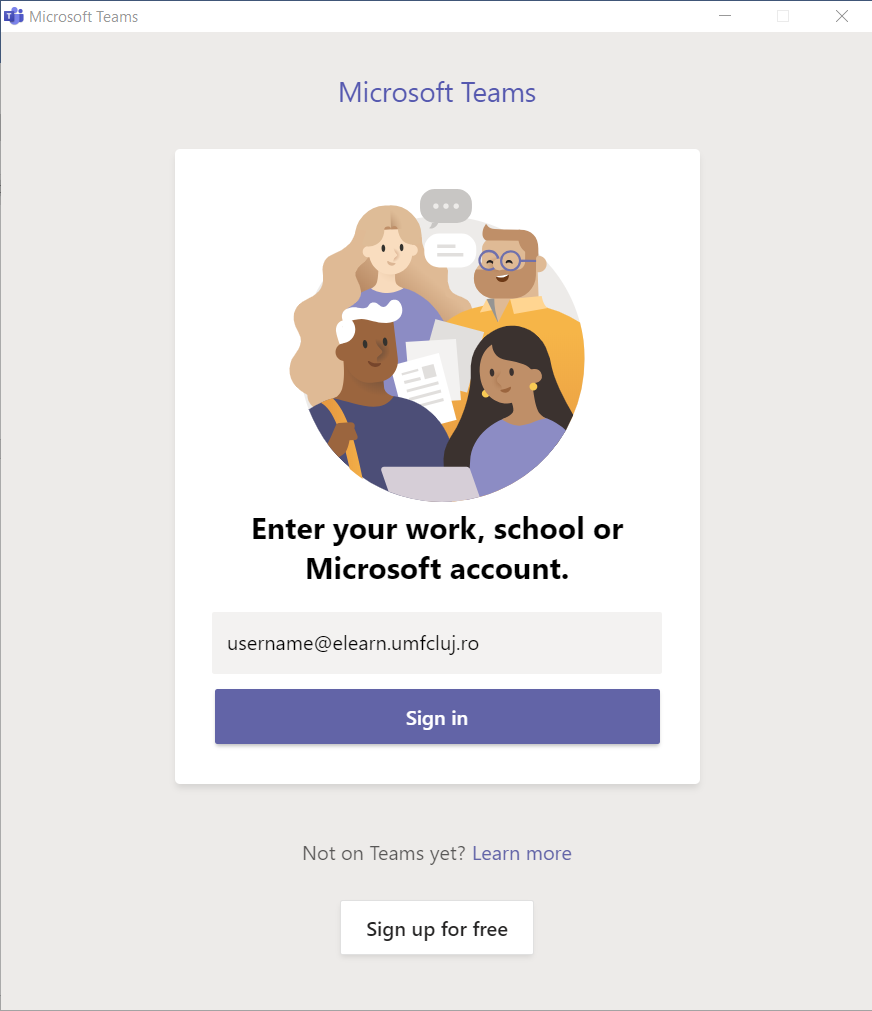 Microsoft Teams
Microsoft Teams
Enter your work, school or
Microsoft account.
username@elearn.umfcluj.ro
Sign in
Not on Teams yet? Learn more
Sign up for free